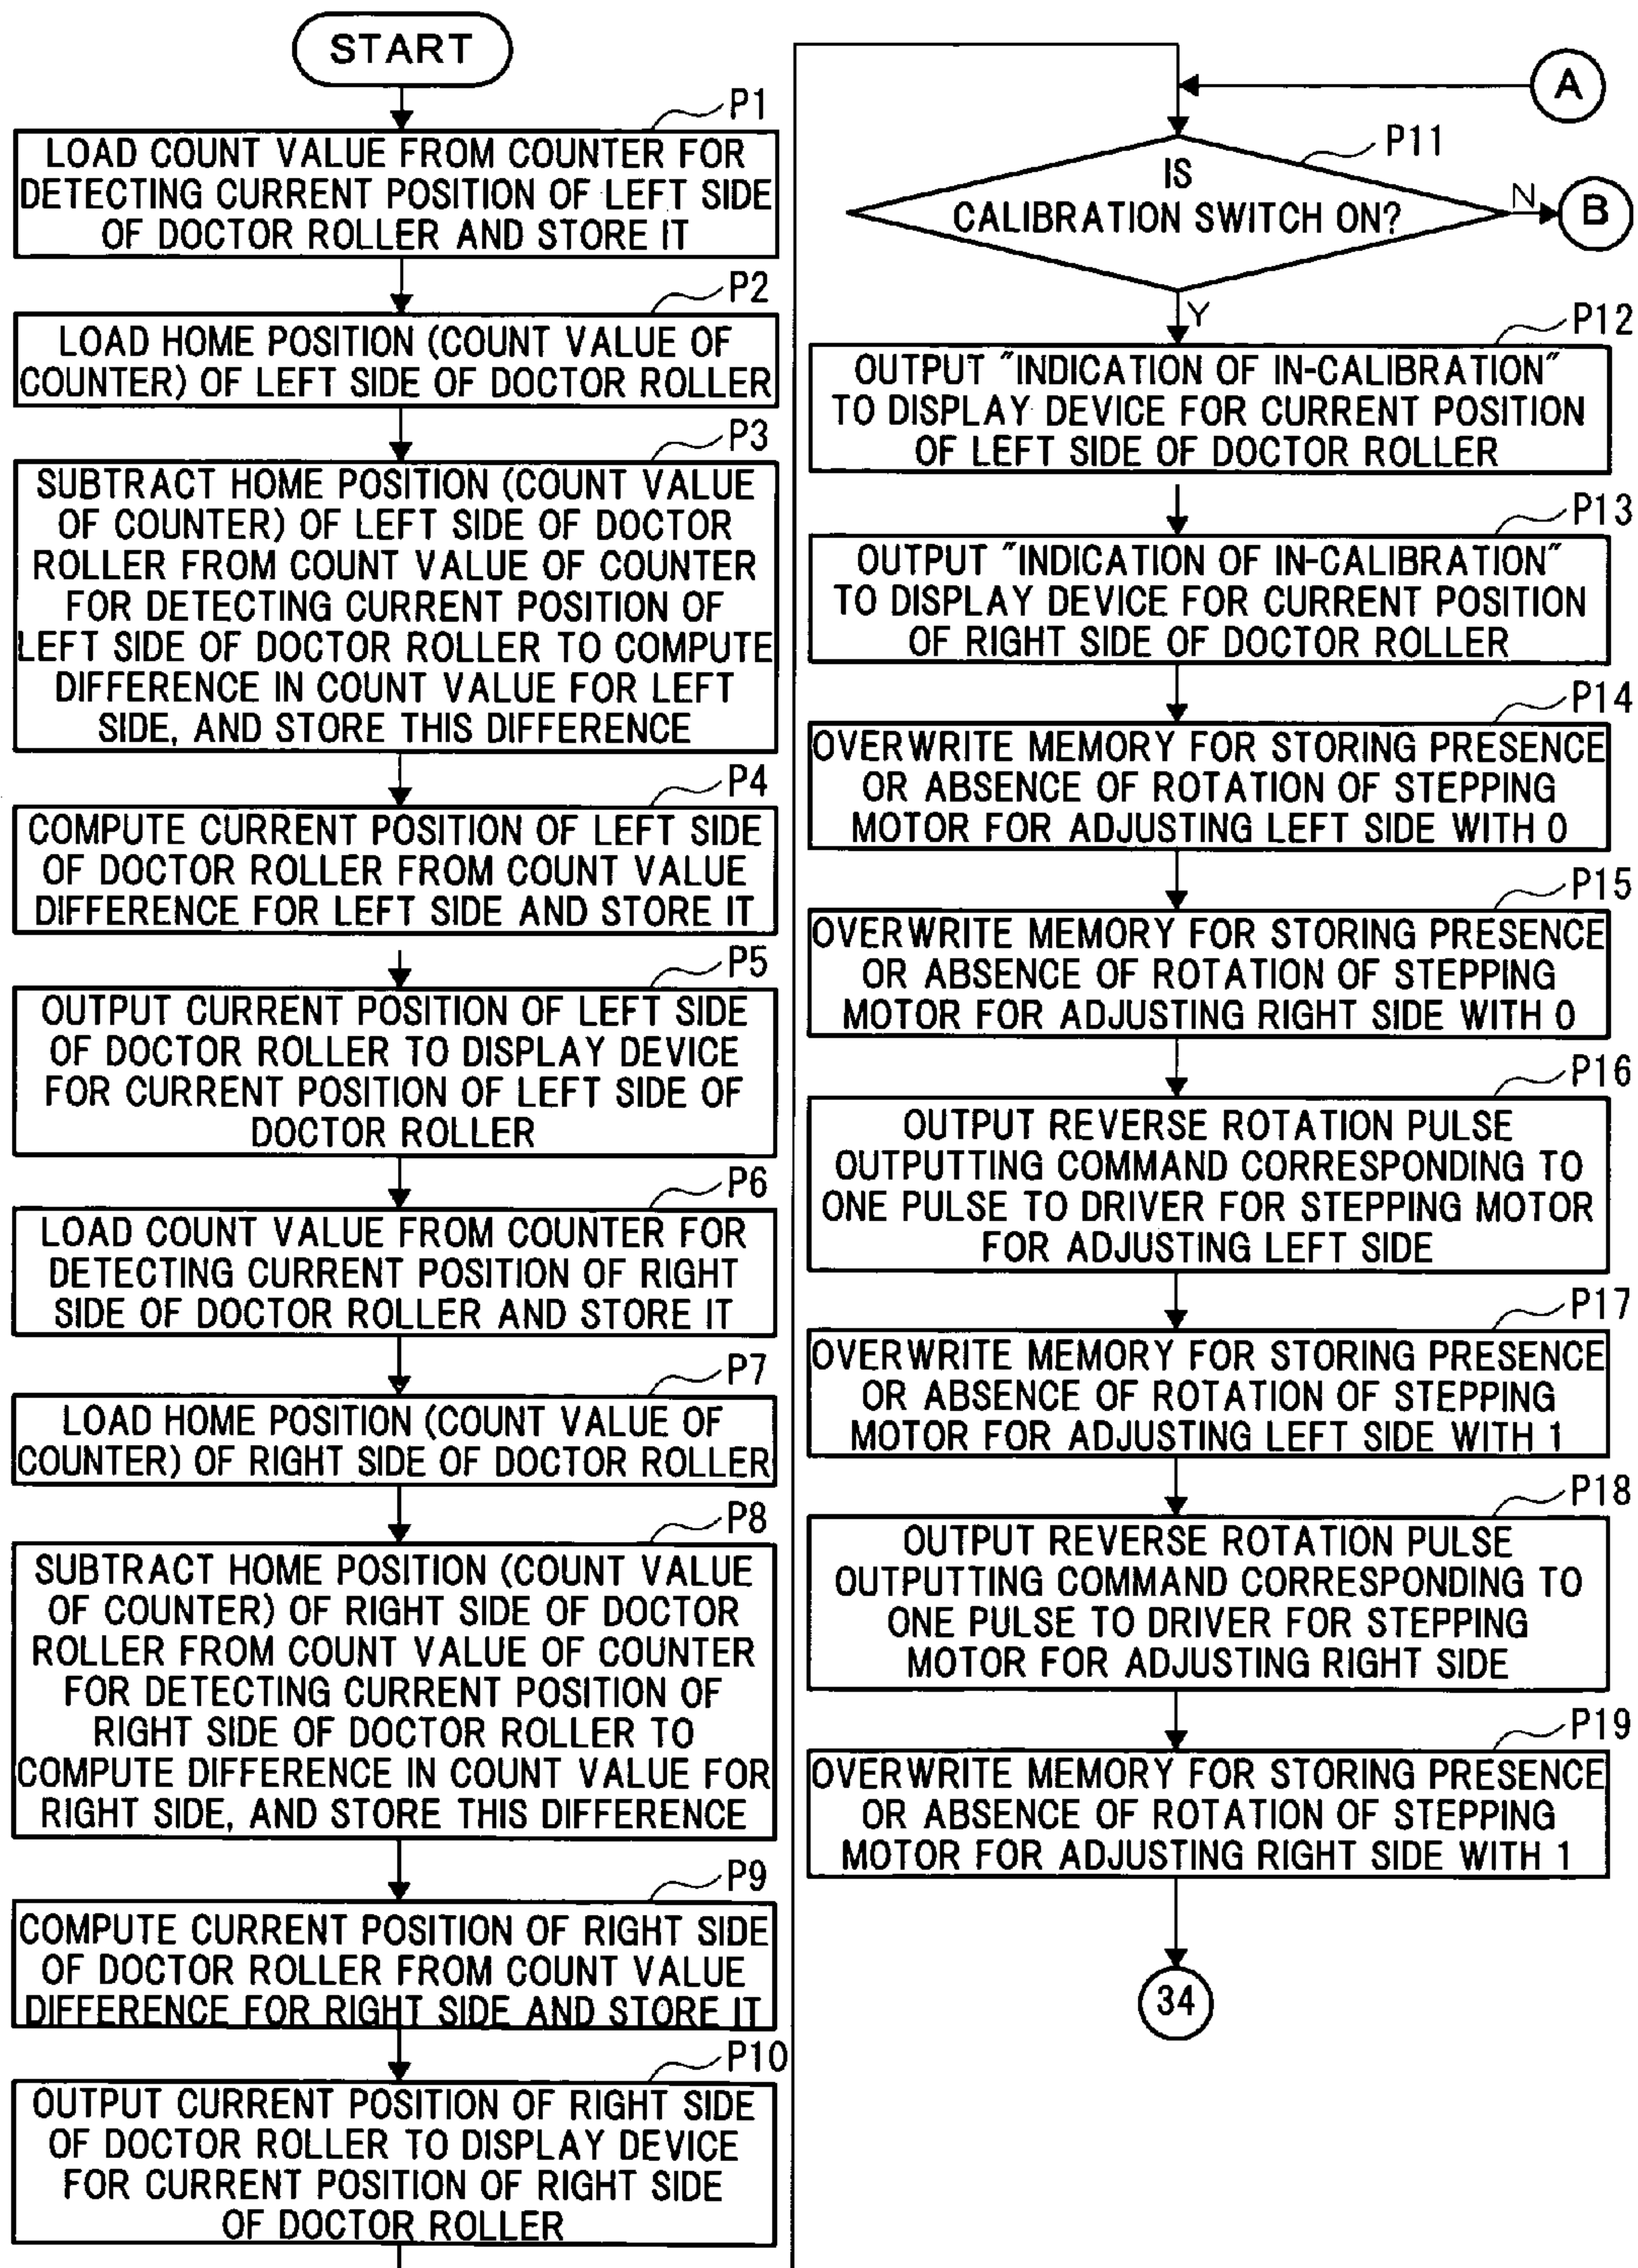 START
P1
LOAD COUNT VALUE FROM COUNTER FOR
DETECTING CURRENT POSITION OF LEFT SIDE
OF DOCTOR ROLLER AND STORE IT
P2
LOAD HOME POSITION (COUNT VALUE OF
COUNTER) OF LEFT SIDE OF DOCTOR ROLLER
P3
SUBTRACT HOME POSITION (COUNT VALUE
OF COUNTER) OF LEFT SIDE OF DOCTOR
ROLLER FROM COUNT VALUE OF COUNTER
FOR DETECTING CURRENT POSITION OF
LEFT SIDE OF DOCTOR ROLLER TO COMPUTE
DIFFERENCE IN COUNT VALUE FOR LEFT
SIDE, AND STORE THIS DIFFERENCE
P4
COMPUTE CURRENT POSITION OF LEFT SIDE
OF DOCTOR ROLLER FROM COUNT VALUE
DIFFERENCE FOR LEFT SIDE AND STORE IT
P5
OUTPUT CURRENT POSITION OF LEFT SIDE
OF DOCTOR ROLLER TO DISPLAY DEVICE
FOR CURRENT POSITION OF LEFT SIDE OF
DOCTOR ROLLER
P6
LOAD COUNT VALUE FROM COUNTER FOR
DETECTING CURRENT POSITION OF RIGHT
SIDE OF DOCTOR ROLLER AND STORE IT
P7
LOAD HOME POSITION (COUNT VALUE OF
COUNTER) OF RIGHT SIDE OF DOCTOR ROLLER
P8
SUBTRACT HOME POSITION (COUNT VALUE
OF COUNTER) OF RIGHT SIDE OF DOCTOR
ROLLER FROM COUNT VALUE OF COUNTER
FOR DETECTING CURRENT POSITION OF
RIGHT SIDE OF DOCTOR ROLLER TO
COMPUTE DIFFERENCE IN COUNT VALUE FOR
RIGHT SIDE, AND STORE THIS DIFFERENCE
P9
COMPUTE CURRENT POSITION OF RIGHT SIDE
OF DOCTOR ROLLER FROM COUNT VALUE
DIFFERENCE FOR RIGHT SIDE AND STORE IT
P10
OUTPUT CURRENT POSITION OF RIGHT SIDE
OF DOCTOR ROLLER TO DISPLAY DEVICE
FOR CURRENT POSITION OF RIGHT SIDE
OF DOCTOR ROLLER
A
P11
IS
CALIBRATION SWITCH ON?
N
B
Y
P12
OUTPUT "INDICATION OF IN-CALIBRATION"
TO DISPLAY DEVICE FOR CURRENT POSITION
OF LEFT SIDE OF DOCTOR ROLLER
P13
OUTPUT "INDICATION OF IN-CALIBRATION"
TO DISPLAY DEVICE FOR CURRENT POSITION
OF RIGHT SIDE OF DOCTOR ROLLER
P14
OVERWRITE MEMORY FOR STORING PRESENCE
OR ABSENCE OF ROTATION OF STEPPING
MOTOR FOR ADJUSTING LEFT SIDE WITH 0
P15
OVERWRITE MEMORY FOR STORING PRESENCE
OR ABSENCE OF ROTATION OF STEPPING
MOTOR FOR ADJUSTING RIGHT SIDE WITH 0
P16
OUTPUT REVERSE ROTATION PULSE
OUTPUTTING COMMAND CORRESPONDING TO
ONE PULSE TO DRIVER FOR STEPPING MOTOR
FOR ADJUSTING LEFT SIDE
P17
OVERWRITE MEMORY FOR STORING PRESENCE
OR ABSENCE OF ROTATION OF STEPPING
MOTOR FOR ADJUSTING LEFT SIDE WITH 1
P18
OUTPUT REVERSE ROTATION PULSE
OUTPUTTING COMMAND CORRESPONDING TO
ONE PULSE TO DRIVER FOR STEPPING
MOTOR FOR ADJUSTING RIGHT SIDE
P19
OVERWRITE MEMORY FOR STORING PRESENCE
OR ABSENCE OF ROTATION OF STEPPING
MOTOR FOR ADJUSTING RIGHT SIDE WITH 1
34